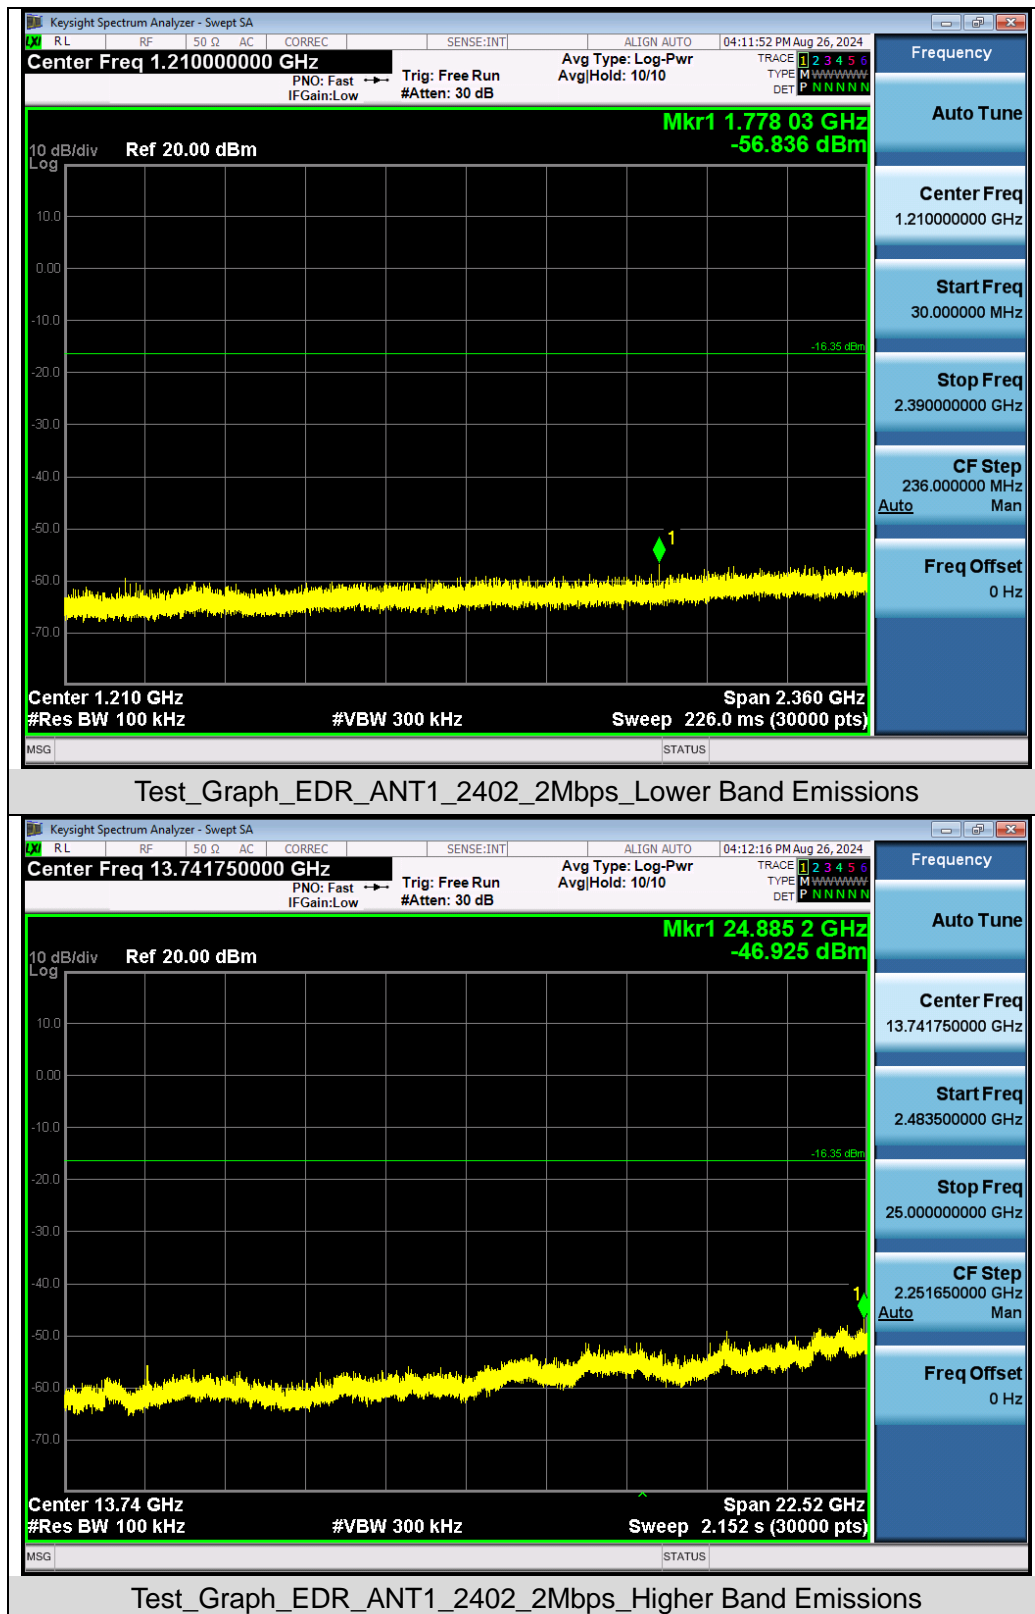 Keysight Spectrum Analyzer - Swept SA
LXI RL RF 50 Ω AC CORREC SENSE:INT ALIGN AUTO 04:11:52 PM Aug 26, 2024
Center Freq 1.210000000 GHz
PNO: Fast
IFGain:Low
Trig: Free Run
#Atten: 30 dB
Avg Type: Log-Pwr
Avg|Hold: 10/10
TRACE 1 2 3 4 5 6
TYPE M WWWWW
DET P N N N N N
Mkr1 1.778 03 GHz
-56.836 dBm
10 dB/div Ref 20.00 dBm
Log
10.0
0.00
-10.0
-16.35 dBm
-20.0
-30.0
-40.0
-50.0
1
-60.0
-70.0
Center 1.210 GHz Span 2.360 GHz
#Res BW 100 kHz #VBW 300 kHz Sweep 226.0 ms (30000 pts)
MSG STATUS
Frequency
Auto Tune
Center Freq
1.210000000 GHz
Start Freq
30.000000 MHz
Stop Freq
2.390000000 GHz
CF Step
236.000000 MHz
Auto Man
Freq Offset
0 Hz
Test_Graph_EDR_ANT1_2402_2Mbps_Lower Band Emissions
Keysight Spectrum Analyzer - Swept SA
LXI RL RF 50 Ω AC CORREC SENSE:INT ALIGN AUTO 04:12:16 PM Aug 26, 2024
Center Freq 13.741750000 GHz
PNO: Fast
IFGain:Low
Trig: Free Run
#Atten: 30 dB
Avg Type: Log-Pwr
Avg|Hold: 10/10
TRACE 1 2 3 4 5 6
TYPE M WWWWW
DET P N N N N N
Mkr1 24.885 2 GHz
-46.925 dBm
10 dB/div Ref 20.00 dBm
Log
10.0
0.00
-10.0
-16.35 dBm
-20.0
-30.0
-40.0
1
-50.0
-60.0
-70.0
Center 13.74 GHz Span 22.52 GHz
#Res BW 100 kHz #VBW 300 kHz Sweep 2.152 s (30000 pts)
MSG STATUS
Frequency
Auto Tune
Center Freq
13.741750000 GHz
Start Freq
2.483500000 GHz
Stop Freq
25.000000000 GHz
CF Step
2.251650000 GHz
Auto Man
Freq Offset
0 Hz
Test_Graph_EDR_ANT1_2402_2Mbps_Higher Band Emissions